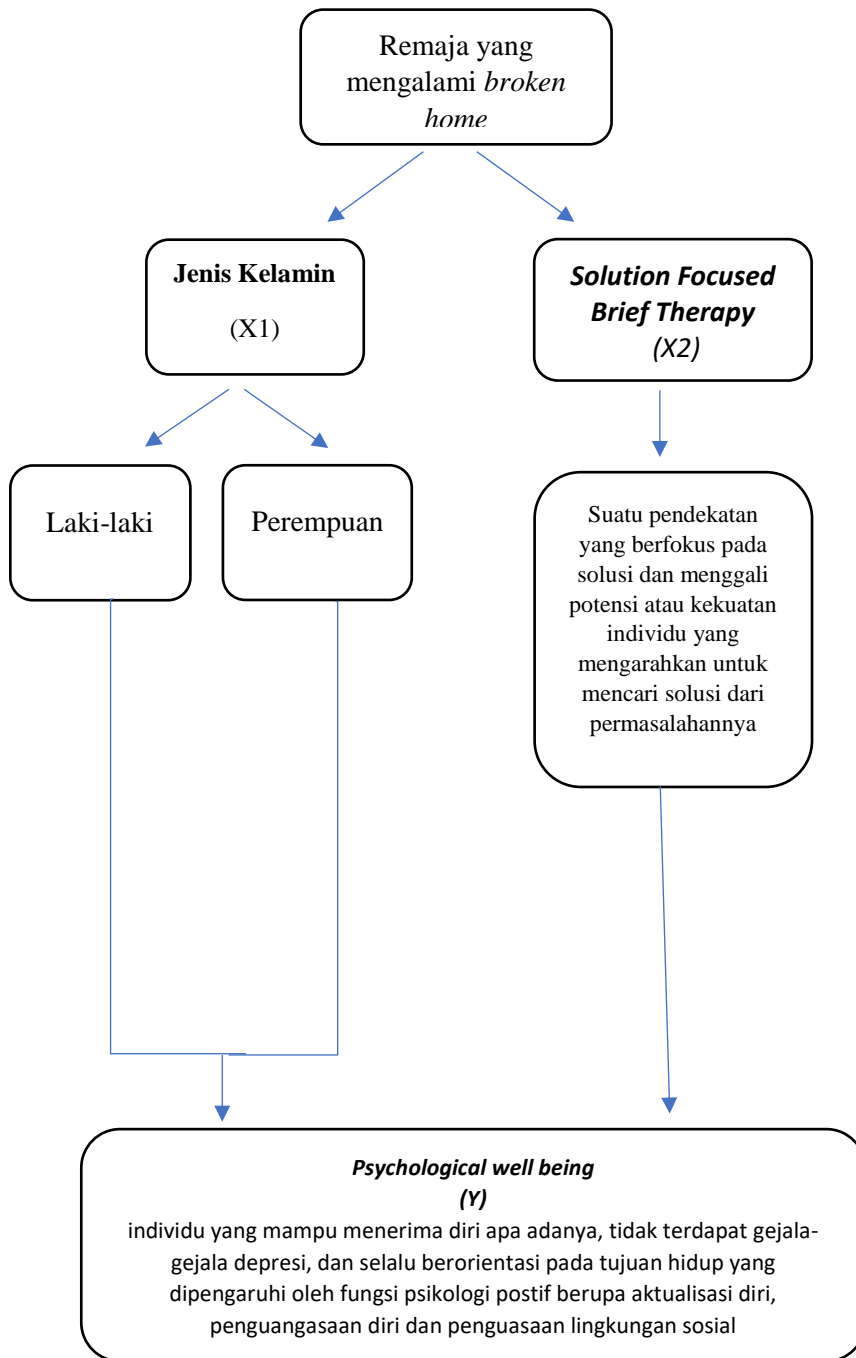 Remaja yang
mengalami broken
home
Jenis Kelamin
(X1)
Solution Focused
Brief Therapy
(X2)
Laki-laki
Perempuan
Suatu pendekatan
yang berfokus pada
solusi dan menggali
potensi atau kekuatan
individu yang
mengarahkan untuk
mencari solusi dari
permasalahannya
Psychological well being
(Y)
individu yang mampu menerima diri apa adanya, tidak terdapat gejala-
gejala depresi, dan selalu berorientasi pada tujuan hidup yang
dipengaruhi oleh fungsi psikologi postif berupa aktualisasi diri,
penguangasaan diri dan penguasaan lingkungan sosial